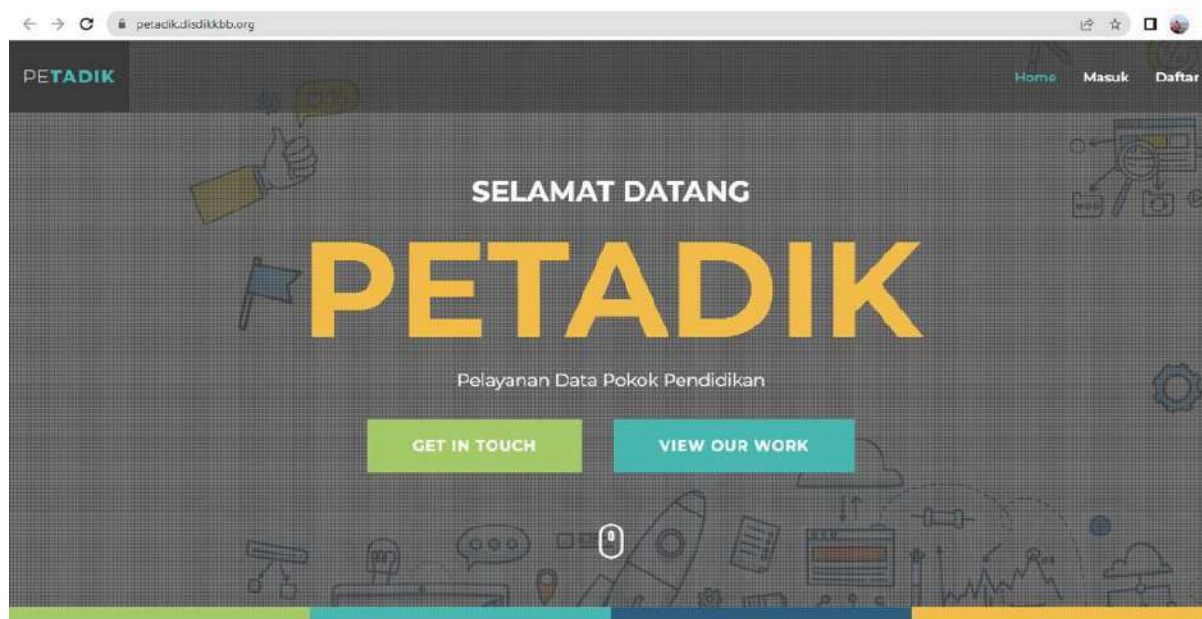 petadik.disdikkbb.org
PETADIK
Home Masuk Daftar
SELAMAT DATANG
PETADIK
Pelayanan Data Pokok Pendidikan
GET IN TOUCH
VIEW OUR WORK